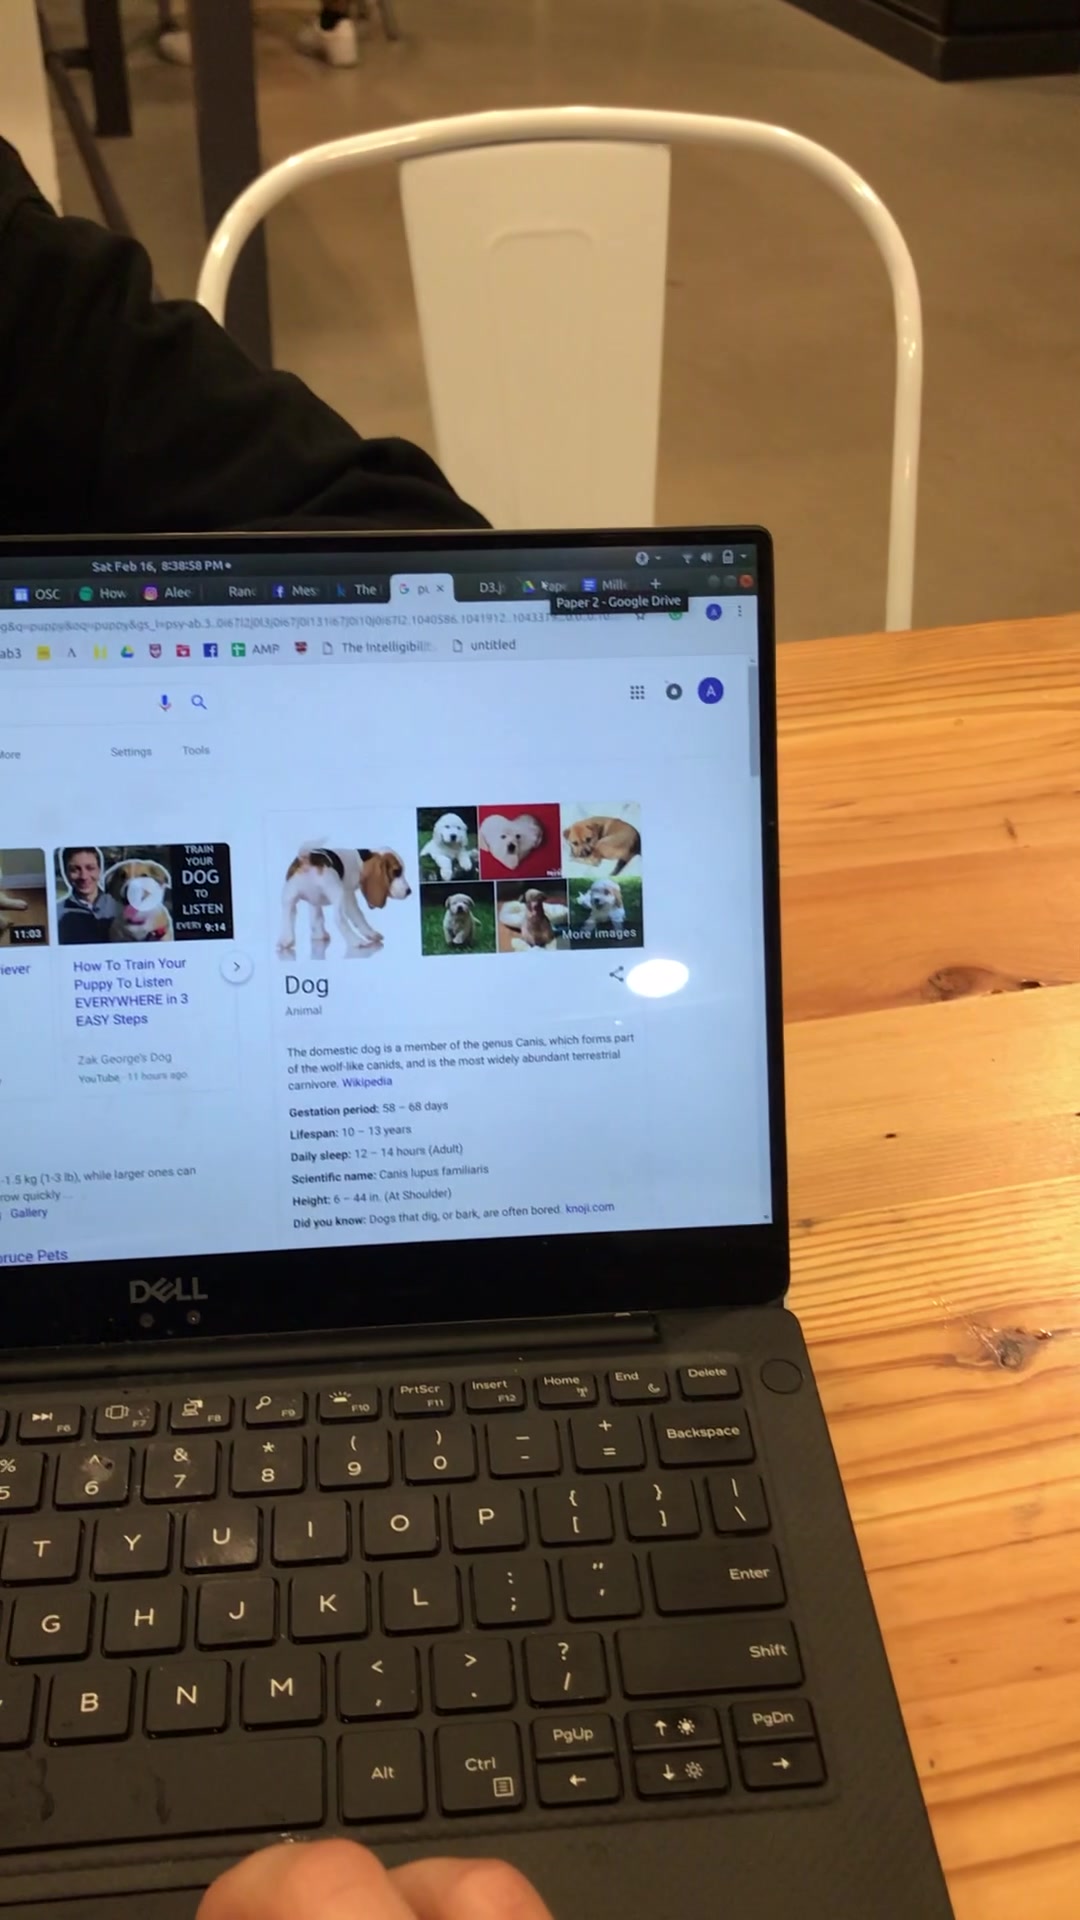 Sat Feb 16, 8:38:58 PM
OSC How Alec Ran Mes The pu D3.j Pape Mill
Paper 2 - Google Drive
ab3 AMP The Intelligibilit untitled
A
Settings Tools
TRAIN
YOUR
DOG
TO
LISTEN
EVERY 9:14
11:03
More images
How To Train Your
Puppy To Listen
EVERYWHERE in 3
EASY Steps
Zak George's Dog
YouTube · 11 hours ago
Dog
Animal
The domestic dog is a member of the genus Canis, which forms part
of the wolf-like canids, and is the most widely abundant terrestrial
carnivore. Wikipedia
Gestation period: 58 – 68 days
Lifespan: 10 – 13 years
Daily sleep: 12 – 14 hours (Adult)
Scientific name: Canis lupus familiaris
Height: 6 – 44 in. (At Shoulder)
Did you know: Dogs that dig, or bark, are often bored. knoji.com
-1.5 kg (1-3 lb), while larger ones can
row quickly ...
Gallery
DELL
F6 F7 F8 F9 F10 PrtScr F11 Insert F12 Home End Delete
% 5 ^ 6 & 7 * 8 ( 9 ) 0 _ - + = Backspace
T Y U I O P { [ } ] | \
G H J K L : ; " ' Enter
B N M < , > . ? / Shift
Alt Ctrl PgUp ← ↑ ↓ PgDn →